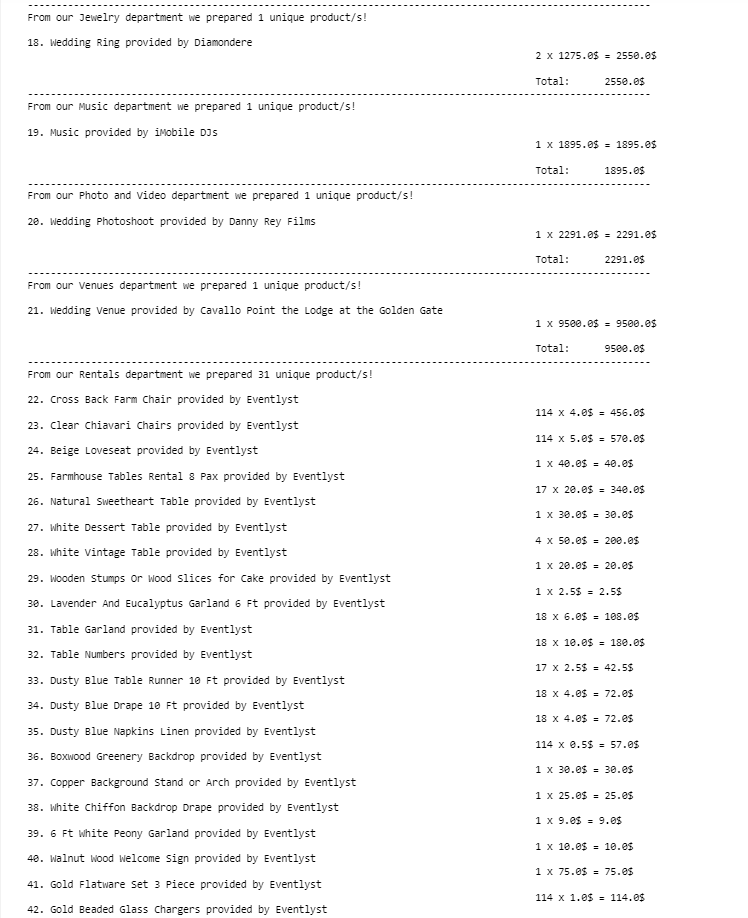 --------------------------------------------------------------------------------
From our Jewelry department we prepared 1 unique product/s!
18. Wedding Ring provided by Diamondere
2 x 1275.0$ = 2550.0$
Total: 2550.0$
--------------------------------------------------------------------------------
From our Music department we prepared 1 unique product/s!
19. Music provided by iMobile DJs
1 x 1895.0$ = 1895.0$
Total: 1895.0$
--------------------------------------------------------------------------------
From our Photo and Video department we prepared 1 unique product/s!
20. Wedding Photoshoot provided by Danny Rey Films
1 x 2291.0$ = 2291.0$
Total: 2291.0$
--------------------------------------------------------------------------------
From our Venues department we prepared 1 unique product/s!
21. Wedding Venue provided by Cavallo Point the Lodge at the Golden Gate
1 x 9500.0$ = 9500.0$
Total: 9500.0$
--------------------------------------------------------------------------------
From our Rentals department we prepared 31 unique product/s!
22. Cross Back Farm Chair provided by Eventlyst
114 x 4.0$ = 456.0$
23. Clear Chiavari Chairs provided by Eventlyst
114 x 5.0$ = 570.0$
24. Beige Loveseat provided by Eventlyst
1 x 40.0$ = 40.0$
25. Farmhouse Tables Rental 8 Pax provided by Eventlyst
17 x 20.0$ = 340.0$
26. Natural Sweetheart Table provided by Eventlyst
1 x 30.0$ = 30.0$
27. White Dessert Table provided by Eventlyst
4 x 50.0$ = 200.0$
28. White Vintage Table provided by Eventlyst
1 x 20.0$ = 20.0$
29. Wooden Stumps Or Wood Slices for Cake provided by Eventlyst
1 x 2.5$ = 2.5$
30. Lavender And Eucalyptus Garland 6 Ft provided by Eventlyst
18 x 6.0$ = 108.0$
31. Table Garland provided by Eventlyst
18 x 10.0$ = 180.0$
32. Table Numbers provided by Eventlyst
17 x 2.5$ = 42.5$
33. Dusty Blue Table Runner 10 Ft provided by Eventlyst
18 x 4.0$ = 72.0$
34. Dusty Blue Drape 10 Ft provided by Eventlyst
18 x 4.0$ = 72.0$
35. Dusty Blue Napkins Linen provided by Eventlyst
114 x 0.5$ = 57.0$
36. Boxwood Greenery Backdrop provided by Eventlyst
1 x 30.0$ = 30.0$
37. Copper Background Stand or Arch provided by Eventlyst
1 x 25.0$ = 25.0$
38. White Chiffon Backdrop Drape provided by Eventlyst
1 x 9.0$ = 9.0$
39. 6 Ft White Peony Garland provided by Eventlyst
1 x 10.0$ = 10.0$
40. Walnut Wood Welcome Sign provided by Eventlyst
1 x 75.0$ = 75.0$
41. Gold Flatware Set 3 Piece provided by Eventlyst
114 x 1.0$ = 114.0$
42. Gold Beaded Glass Chargers provided by Eventlyst